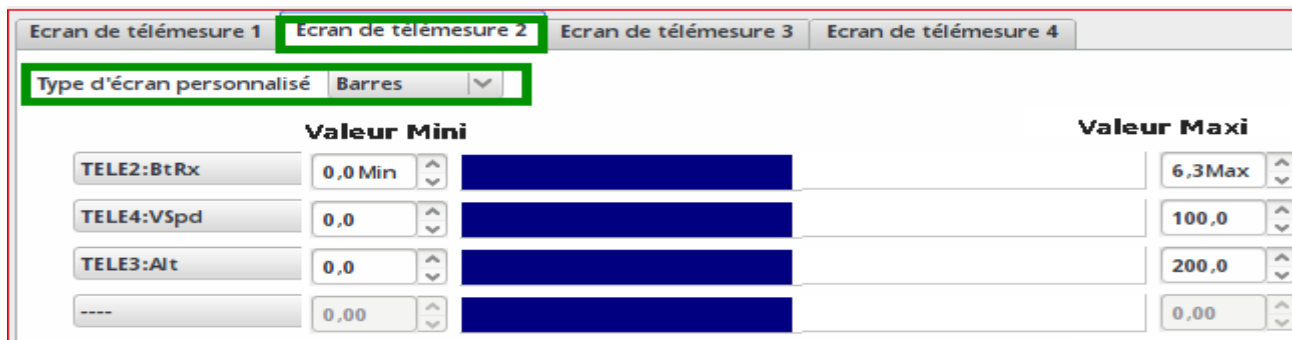 Ecran de télémesure 1 Ecran de télémesure 2 Ecran de télémesure 3 Ecran de télémesure 4
Type d'écran personnalisé Barres
Valeur Mini Valeur Maxi
TELE2:BtRx 0,0 Min 6,3Max
TELE4:VSpd 0,0 100,0
TELE3:Alt 0,0 200,0
---- 0,00 0,00